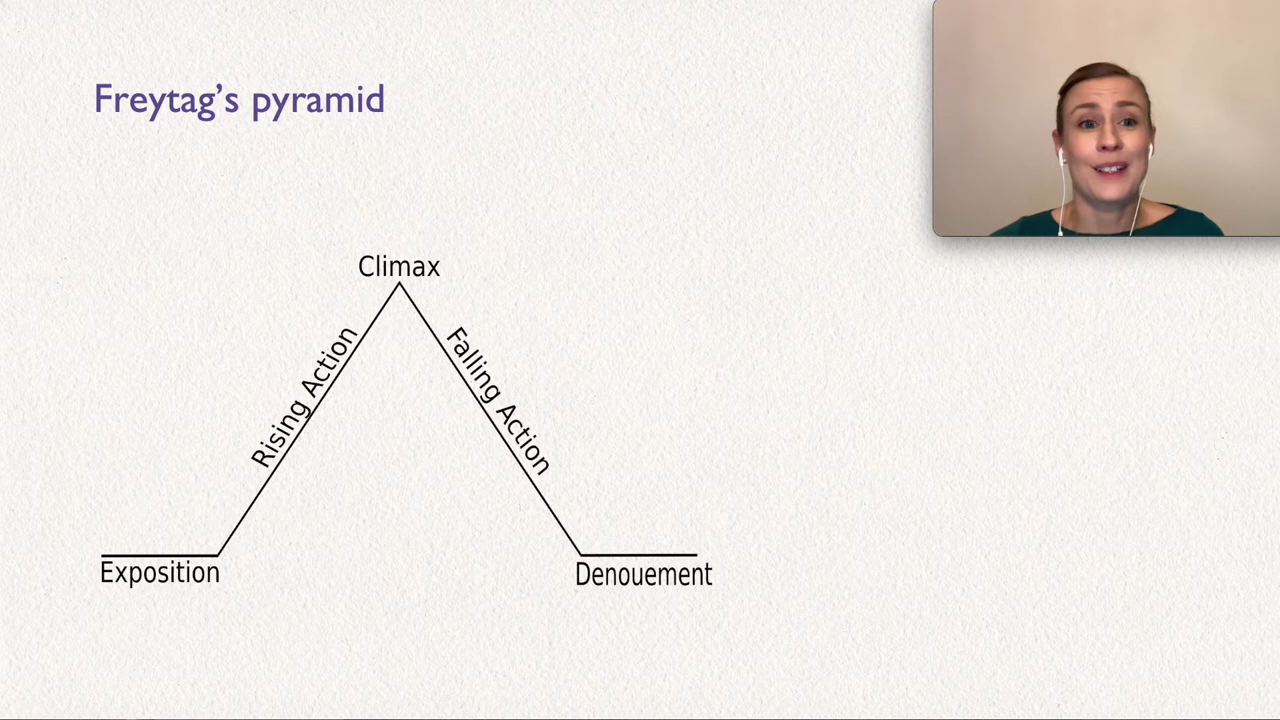 Freytag’s pyramid
Climax
Rising Action
Falling Action
Exposition
Denouement